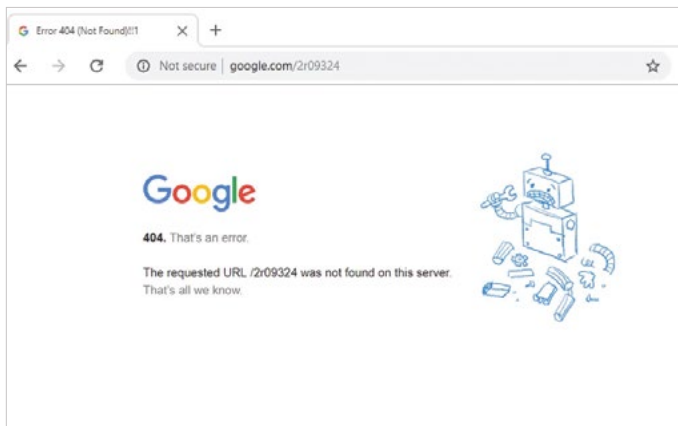 Error 404 (Not Found)!!1
Not secure | google.com/2r09324
Google
404. That's an error.
The requested URL /2r09324 was not found on this server.
That's all we know.